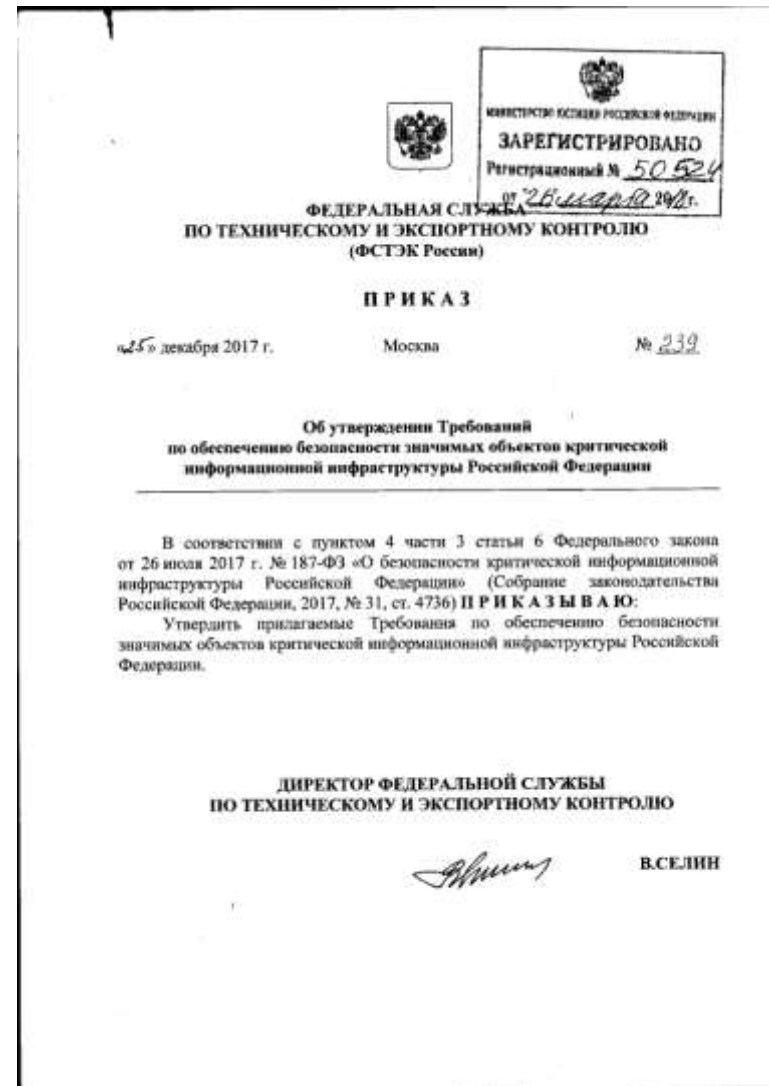 МИНИСТЕРСТВО ЮСТИЦИИ РОССИЙСКОЙ ФЕДЕРАЦИИ
ЗАРЕГИСТРИРОВАНО
Регистрационный № 50524
от "26 марта 2018 г.
ФЕДЕРАЛЬНАЯ СЛУЖБА
ПО ТЕХНИЧЕСКОМУ И ЭКСПОРТНОМУ КОНТРОЛЮ
(ФСТЭК России)
П Р И К А З
«25» декабря 2017 г. Москва № 239
Об утверждении Требований
по обеспечению безопасности значимых объектов критической
информационной инфраструктуры Российской Федерации
В соответствии с пунктом 4 части 3 статьи 6 Федерального закона
от 26 июля 2017 г. № 187-ФЗ «О безопасности критической информационной
инфраструктуры Российской Федерации» (Собрание законодательства
Российской Федерации, 2017, № 31, ст. 4736) П Р И К А З Ы В А Ю:
Утвердить прилагаемые Требования по обеспечению безопасности
значимых объектов критической информационной инфраструктуры Российской
Федерации.
ДИРЕКТОР ФЕДЕРАЛЬНОЙ СЛУЖБЫ
ПО ТЕХНИЧЕСКОМУ И ЭКСПОРТНОМУ КОНТРОЛЮ
В.СЕЛИН